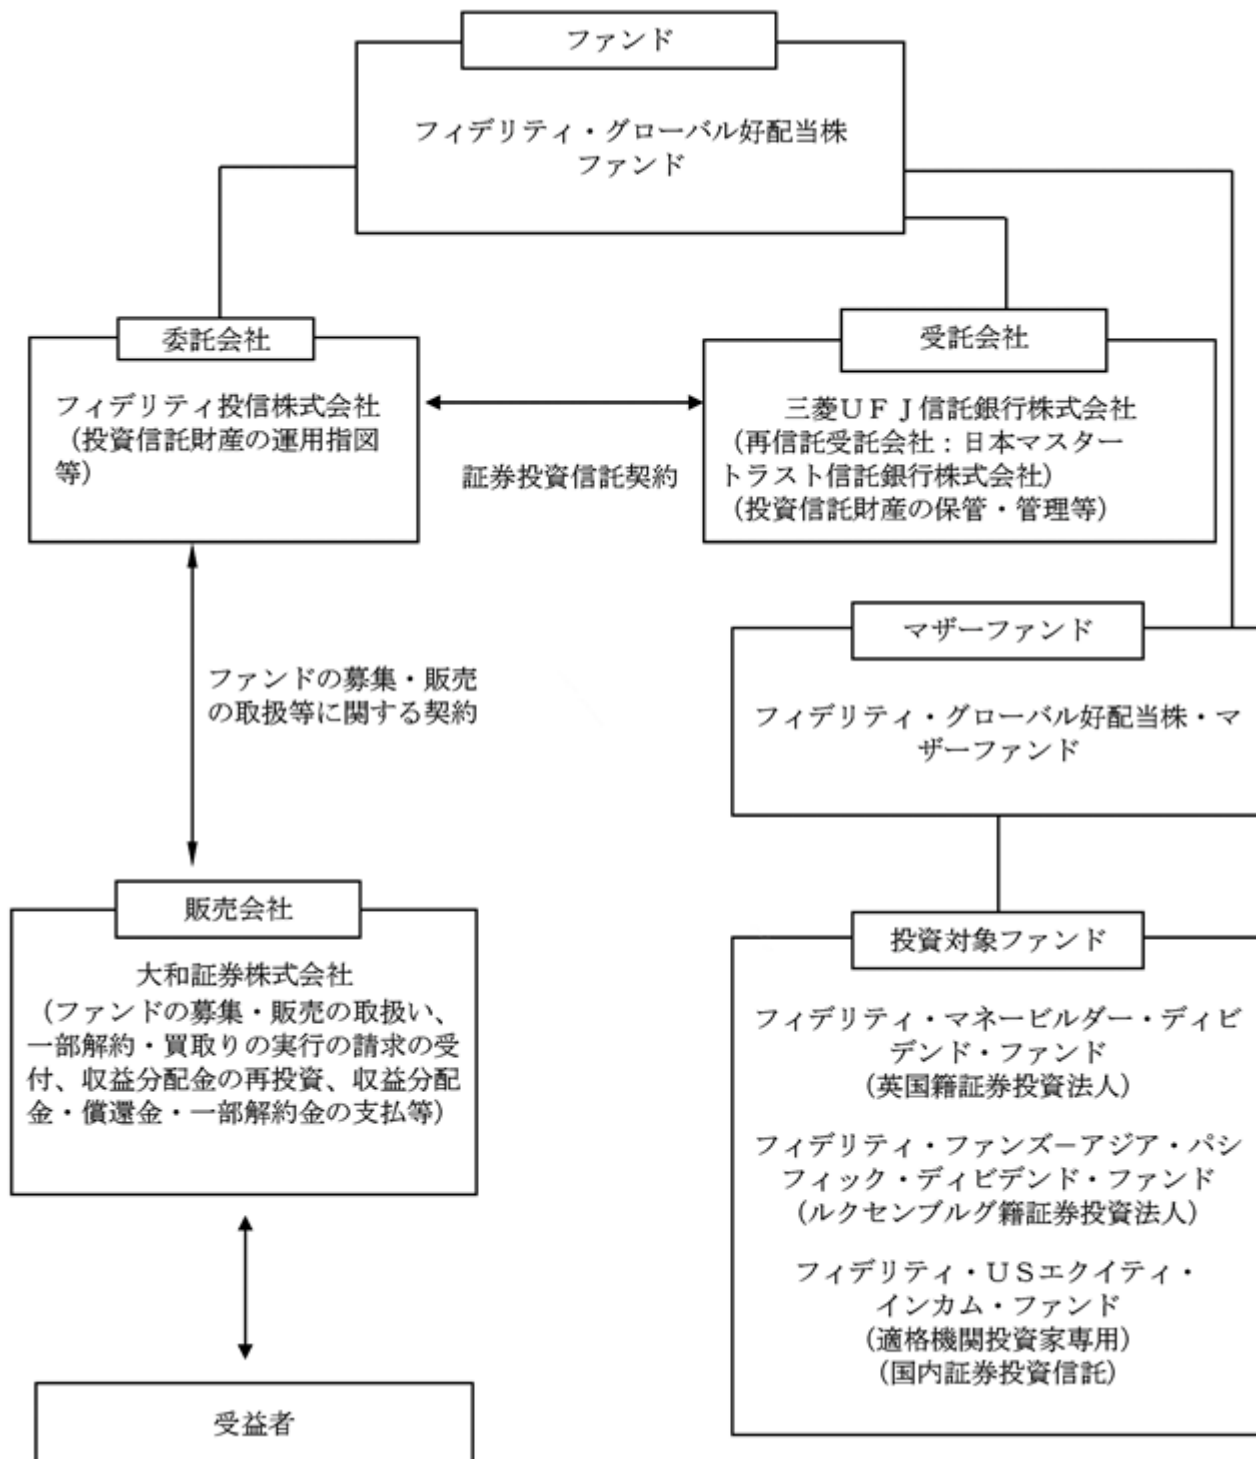 ファンド
フィデリティ・グローバル好配当株
ファンド
委託会社
フィデリティ投信株式会社
（投資信託財産の運用指図
等）
証券投資信託契約
受託会社
三菱ＵＦＪ信託銀行株式会社
（再信託受託会社：日本マスター
トラスト信託銀行株式会社）
（投資信託財産の保管・管理等）
ファンドの募集・販売
の取扱等に関する契約
マザーファンド
フィデリティ・グローバル好配当株・マ
ザーファンド
販売会社
大和証券株式会社
（ファンドの募集・販売の取扱い、
一部解約・買取りの実行の請求の受
付、収益分配金の再投資、収益分配
金・償還金・一部解約金の支払等）
投資対象ファンド
フィデリティ・マネービルダー・ディビ
デンド・ファンド
（英国籍証券投資法人）
フィデリティ・ファンズ－アジア・パシ
フィック・ディビデンド・ファンド
（ルクセンブルグ籍証券投資法人）
フィデリティ・ＵＳエクイティ・
インカム・ファンド
（適格機関投資家専用）
（国内証券投資信託）
受益者